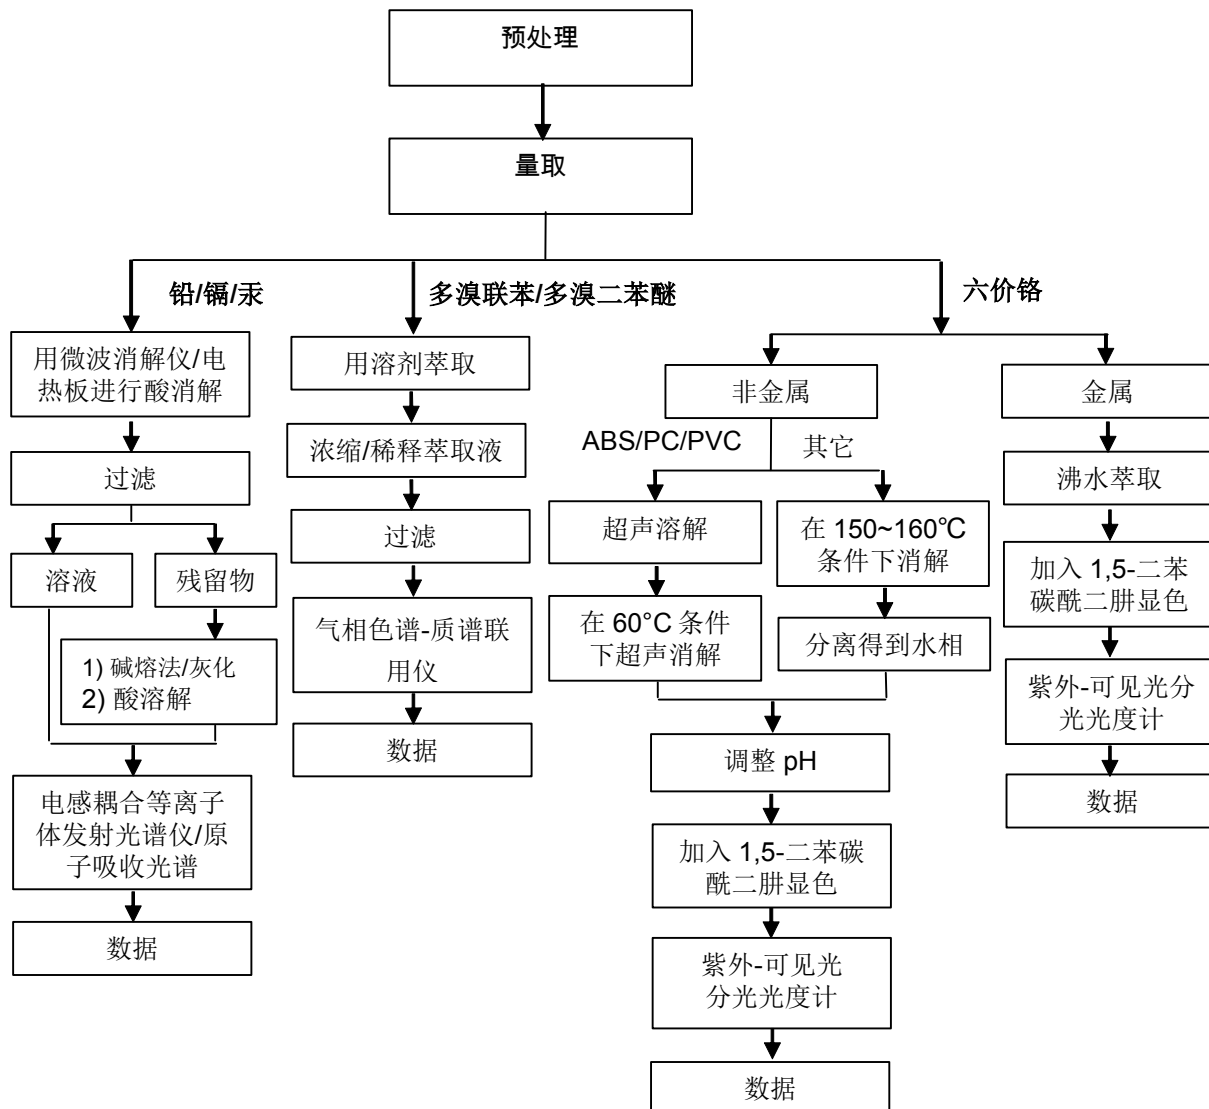 预处理
量取
铅/镉/汞
用微波消解仪/电
热板进行酸消解
过滤
溶液
残留物
1) 碱熔法/灰化
2) 酸溶解
电感耦合等离子
体发射光谱仪/原
子吸收光谱
数据
多溴联苯/多溴二苯醚
用溶剂萃取
浓缩/稀释萃取液
过滤
气相色谱-质谱联
用仪
数据
六价铬
非金属
ABS/PC/PVC
其它
超声溶解
在 60°C 条件
下超声消解
在 150~160℃
条件下消解
分离得到水相
调整 pH
加入 1,5-二苯碳
酰二肼显色
紫外-可见光
分光光度计
数据
金属
沸水萃取
加入 1,5-二苯
碳酰二肼显色
紫外-可见光分
光光度计
数据